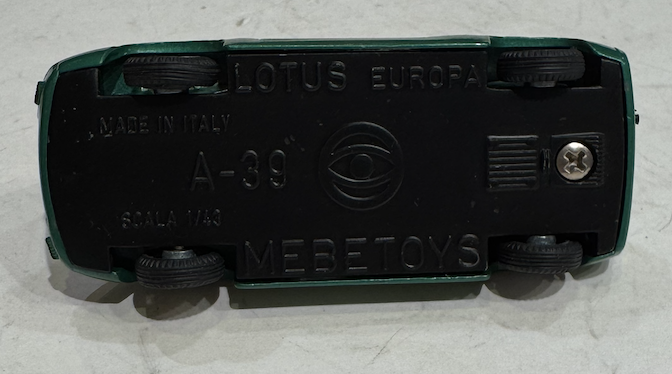 LOTUS EUROPA
MADE IN ITALY
A-39
SCALA 1/43
MEBETOYS